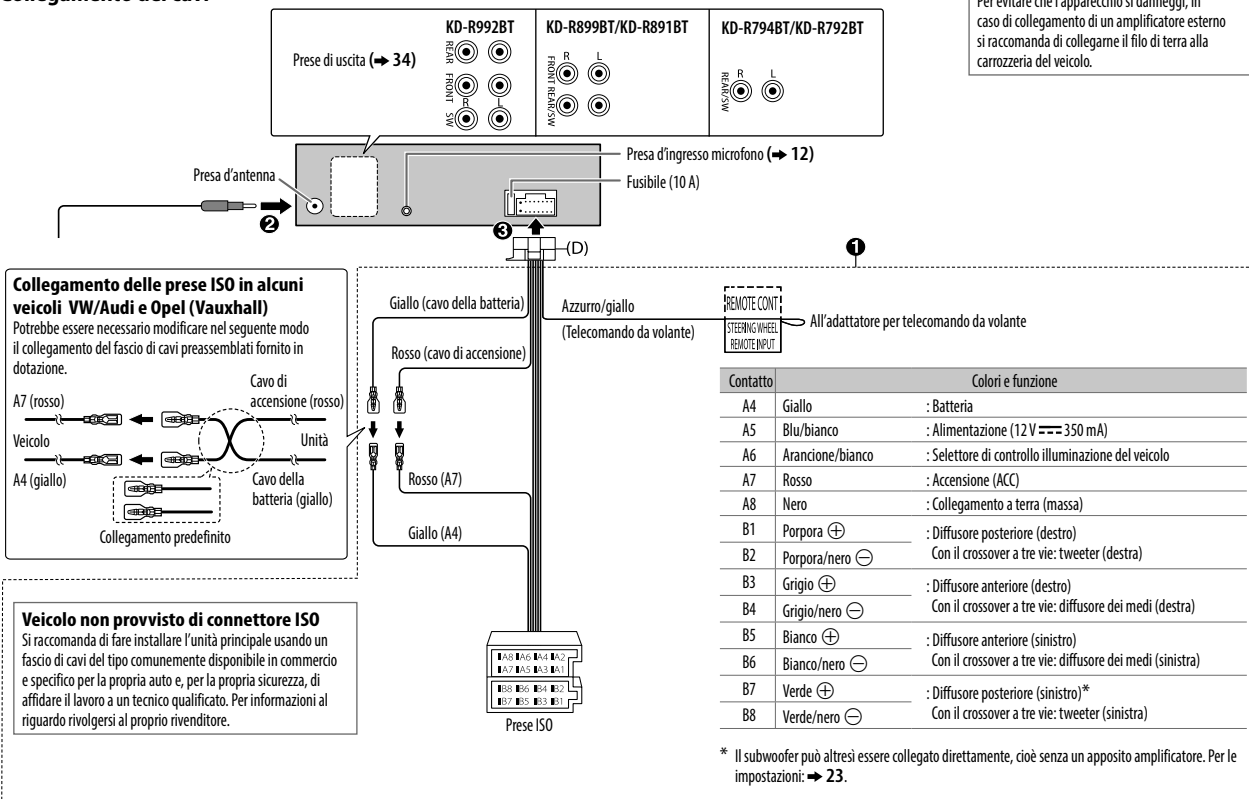 Collegamento dei cavi
Per evitare che l'apparecchio si danneggi, in
caso di collegamento di un amplificatore esterno
si raccomanda di collegarne il filo di terra alla
carrozzeria del veicolo.
Prese di uscita (➜ 34)
KD-R992BT
REAR
FRONT
R L
SW
KD-R899BT/KD-R891BT
R L
FRONT
REAR/SW
KD-R794BT/KD-R792BT
R L
REAR/SW
Presa d'antenna
Presa d'ingresso microfono (➜ 12)
Fusibile (10 A)
❷
❸
(D)
❶
Collegamento delle prese ISO in alcuni
veicoli VW/Audi e Opel (Vauxhall)
Potrebbe essere necessario modificare nel seguente modo
il collegamento del fascio di cavi preassemblati fornito in
dotazione.
A7 (rosso)
Cavo di
accensione (rosso)
Veicolo
Unità
A4 (giallo)
Cavo della
batteria (giallo)
Collegamento predefinito
Giallo (cavo della batteria)
Rosso (cavo di accensione)
Azzurro/giallo
(Telecomando da volante)
REMOTE CONT
STEERING WHEEL
REMOTE INPUT
All'adattatore per telecomando da volante
Rosso (A7)
Giallo (A4)
Veicolo non provvisto di connettore ISO
Si raccomanda di fare installare l'unità principale usando un
fascio di cavi del tipo comunemente disponibile in commercio
e specifico per la propria auto e, per la propria sicurezza, di
affidare il lavoro a un tecnico qualificato. Per informazioni al
riguardo rivolgersi al proprio rivenditore.
A8 A6 A4 A2
A7 A5 A3 A1
B8 B6 B4 B2
B7 B5 B3 B1
Prese ISO
Contatto Colori e funzione
A4 Giallo : Batteria
A5 Blu/bianco : Alimentazione (12 V ⎓ 350 mA)
A6 Arancione/bianco : Selettore di controllo illuminazione del veicolo
A7 Rosso : Accensione (ACC)
A8 Nero : Collegamento a terra (massa)
B1 Porpora ⊕ : Diffusore posteriore (destro)
B2 Porpora/nero ⊖ Con il crossover a tre vie: tweeter (destra)
B3 Grigio ⊕ : Diffusore anteriore (destro)
B4 Grigio/nero ⊖ Con il crossover a tre vie: diffusore dei medi (destra)
B5 Bianco ⊕ : Diffusore anteriore (sinistro)
B6 Bianco/nero ⊖ Con il crossover a tre vie: diffusore dei medi (sinistra)
B7 Verde ⊕ : Diffusore posteriore (sinistro)*
B8 Verde/nero ⊖ Con il crossover a tre vie: tweeter (sinistra)
* Il subwoofer può altresì essere collegato direttamente, cioè senza un apposito amplificatore. Per le
impostazioni: ➜ 23.